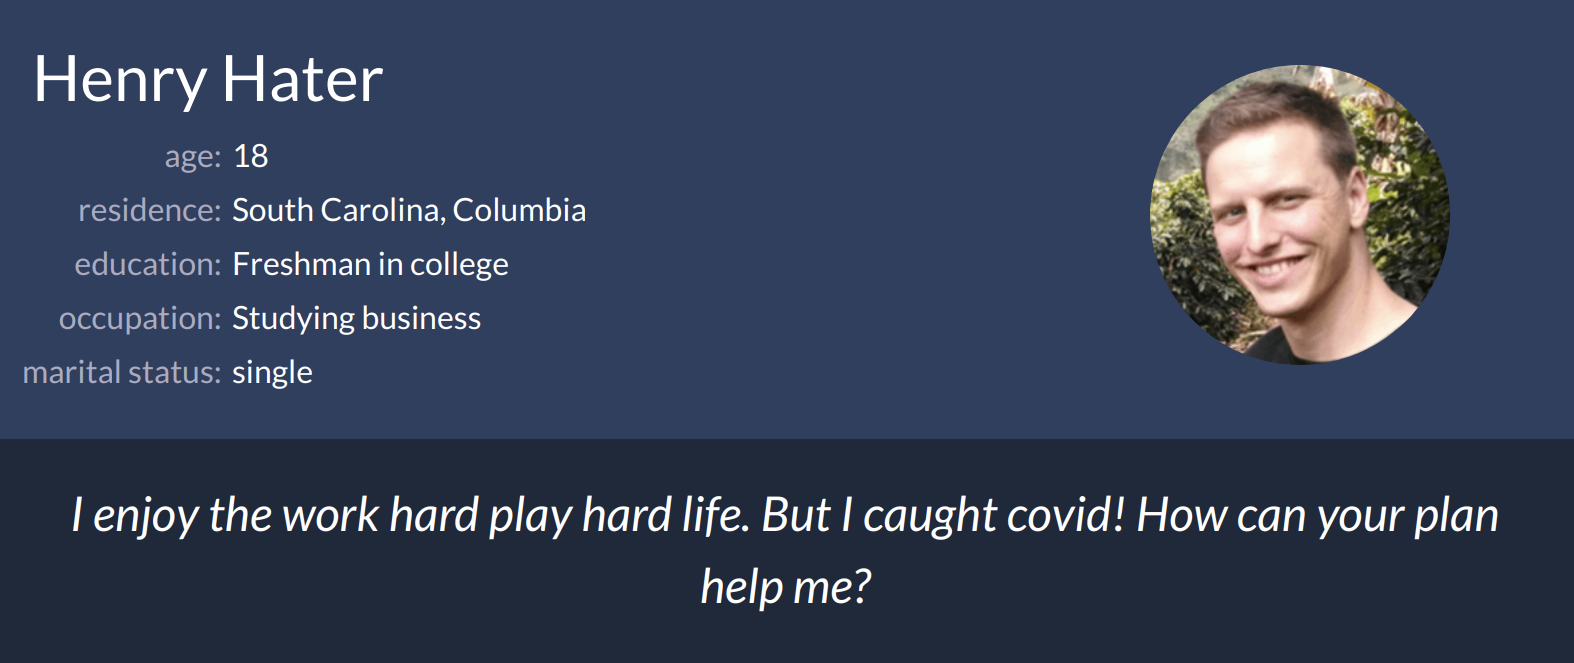 Henry Hater
age: 18
residence: South Carolina, Columbia
education: Freshman in college
occupation: Studying business
marital status: single
I enjoy the work hard play hard life. But I caught covid! How can your plan
help me?